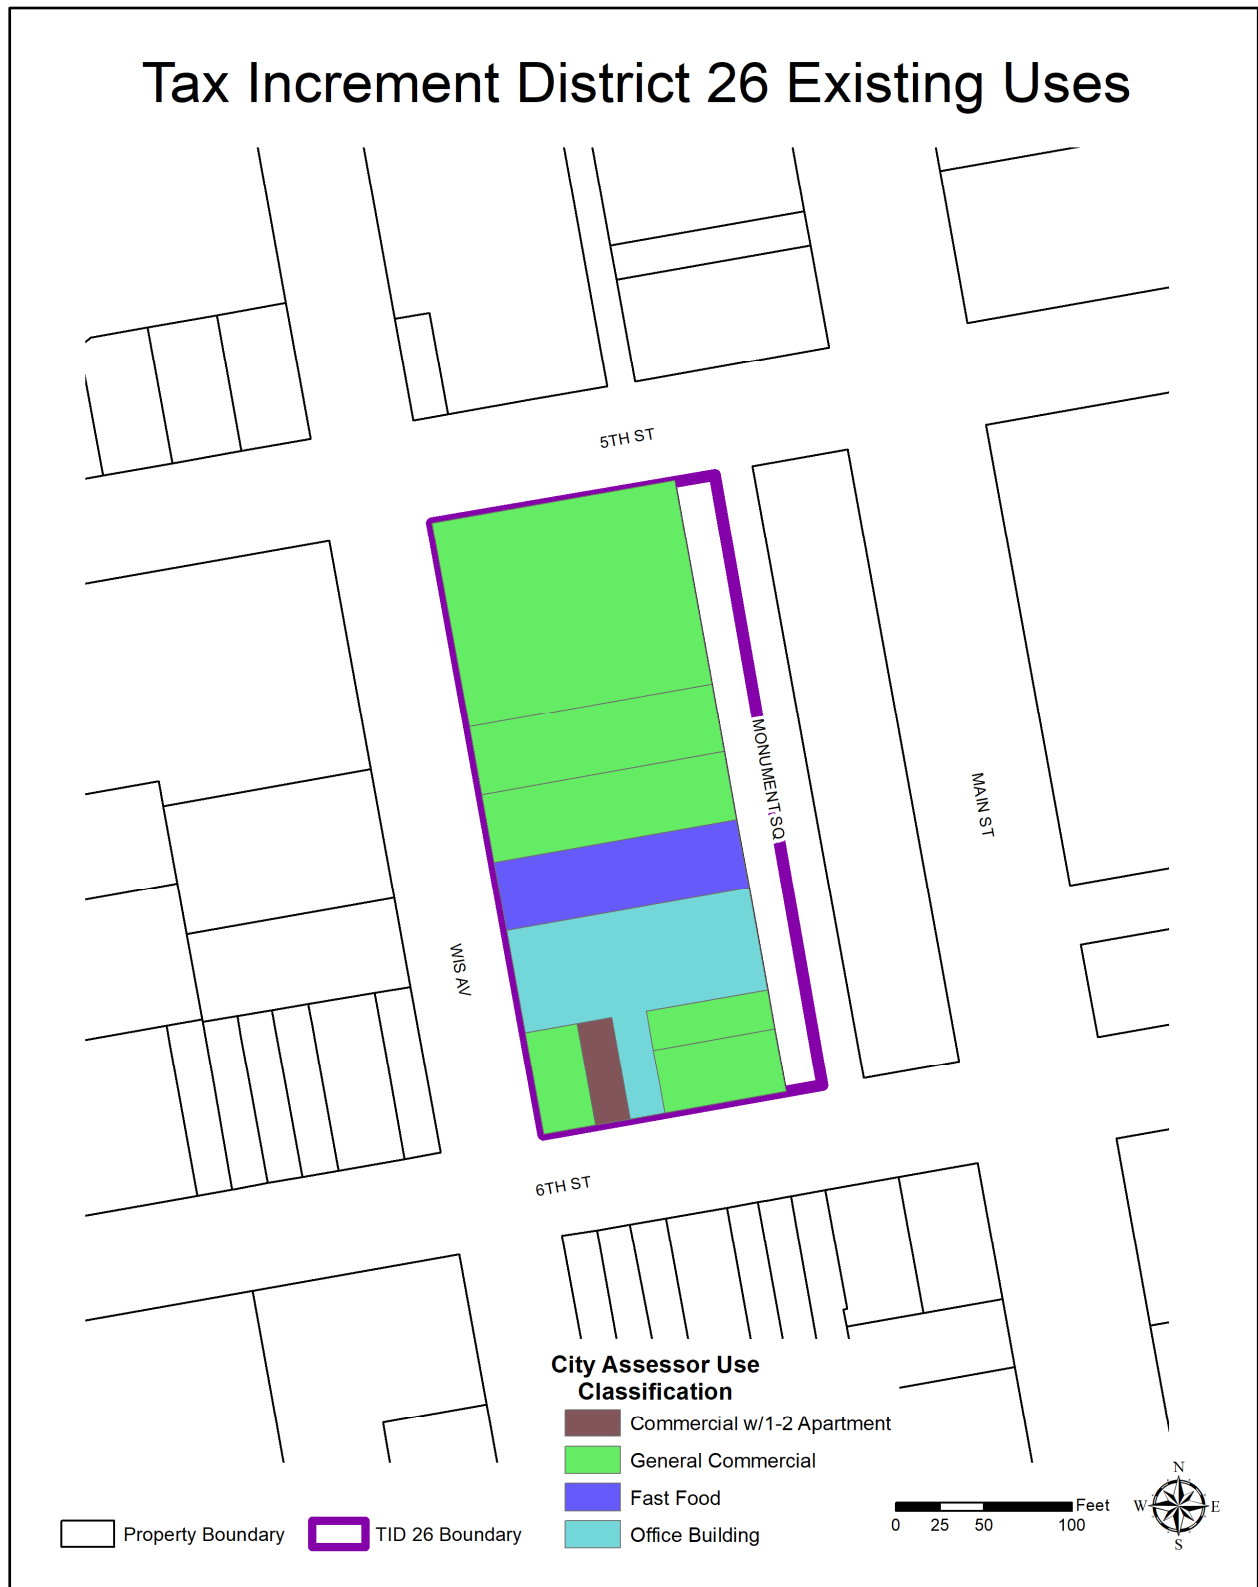 Tax Increment District 26 Existing Uses
5TH ST
MONUMENT SQ
MAIN ST
WIS AV
6TH ST
City Assessor Use
Classification
Commercial w/1-2 Apartment
General Commercial
Fast Food
Office Building
Property Boundary
TID 26 Boundary
Feet
0 25 50 100
N
W E
S